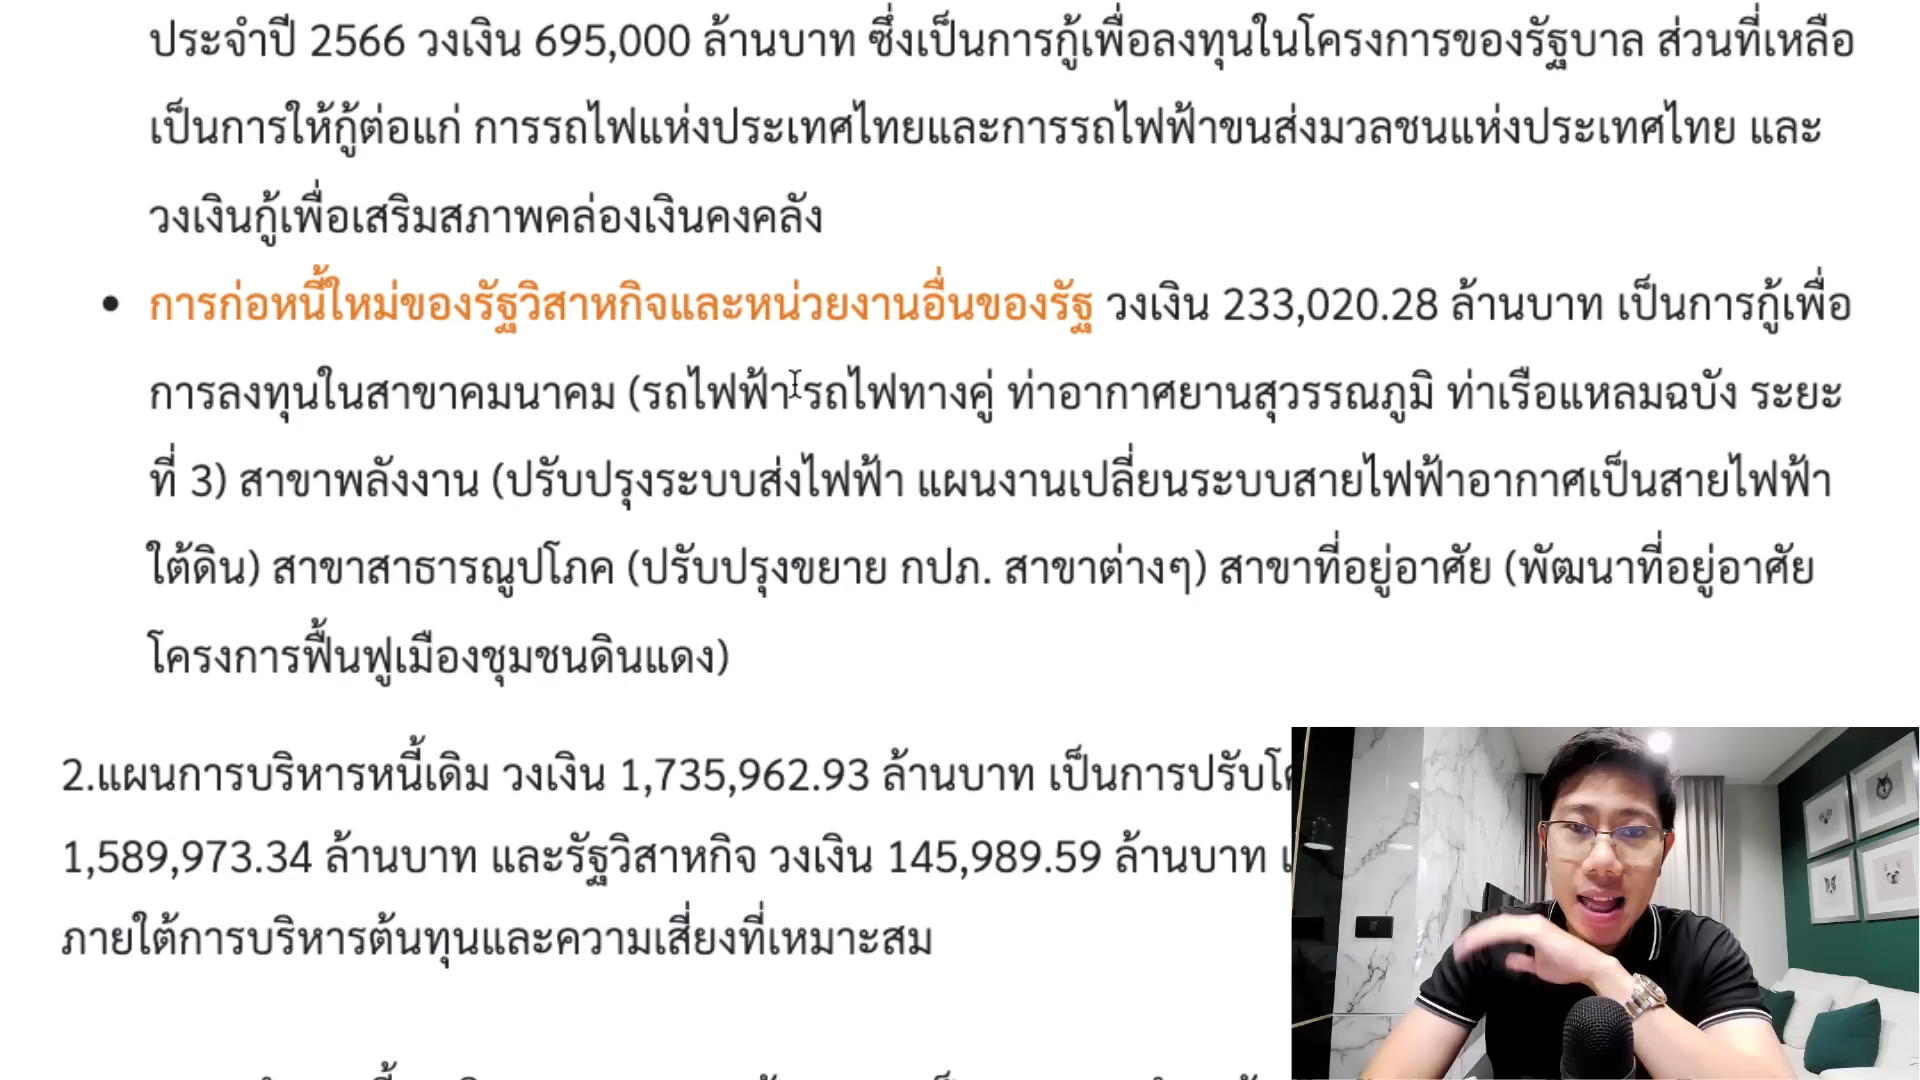 ประจำปี 2566 วงเงิน 695,000 ล้านบาท ซึ่งเป็นการกู้เพื่อลงทุนในโครงการของรัฐบาล ส่วนที่เหลือ
เป็นการให้กู้ต่อแก่ การรถไฟแห่งประเทศไทยและการรถไฟฟ้าขนส่งมวลชนแห่งประเทศไทย และ
วงเงินกู้เพื่อเสริมสภาพคล่องเงินคงคลัง
• การก่อหนี้ใหม่ของรัฐวิสาหกิจและหน่วยงานอื่นของรัฐ วงเงิน 233,020.28 ล้านบาท เป็นการกู้เพื่อ
การลงทุนในสาขาคมนาคม (รถไฟฟ้า รถไฟทางคู่ ท่าอากาศยานสุวรรณภูมิ ท่าเรือแหลมฉบัง ระยะ
ที่ 3) สาขาพลังงาน (ปรับปรุงระบบส่งไฟฟ้า แผนงานเปลี่ยนระบบสายไฟฟ้าอากาศเป็นสายไฟฟ้า
ใต้ดิน) สาขาสาธารณูปโภค (ปรับปรุงขยาย กปภ. สาขาต่างๆ) สาขาที่อยู่อาศัย (พัฒนาที่อยู่อาศัย
โครงการฟื้นฟูเมืองชุมชนดินแดง)
2.แผนการบริหารหนี้เดิม วงเงิน 1,735,962.93 ล้านบาท เป็นการปรับ
1,589,973.34 ล้านบาท และรัฐวิสาหกิจ วงเงิน 145,989.59 ล้านบาท
ภายใต้การบริหารต้นทุนและความเสี่ยงที่เหมาะสม